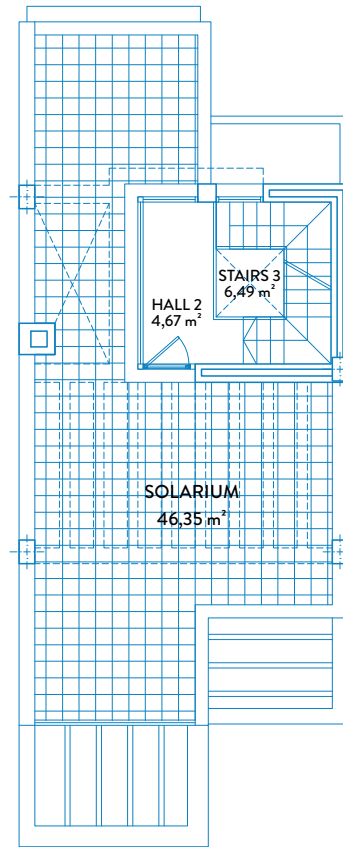 STAIRS 3
6,49 m²
HALL 2
4,67 m²
SOLARIUM
46,35 m²